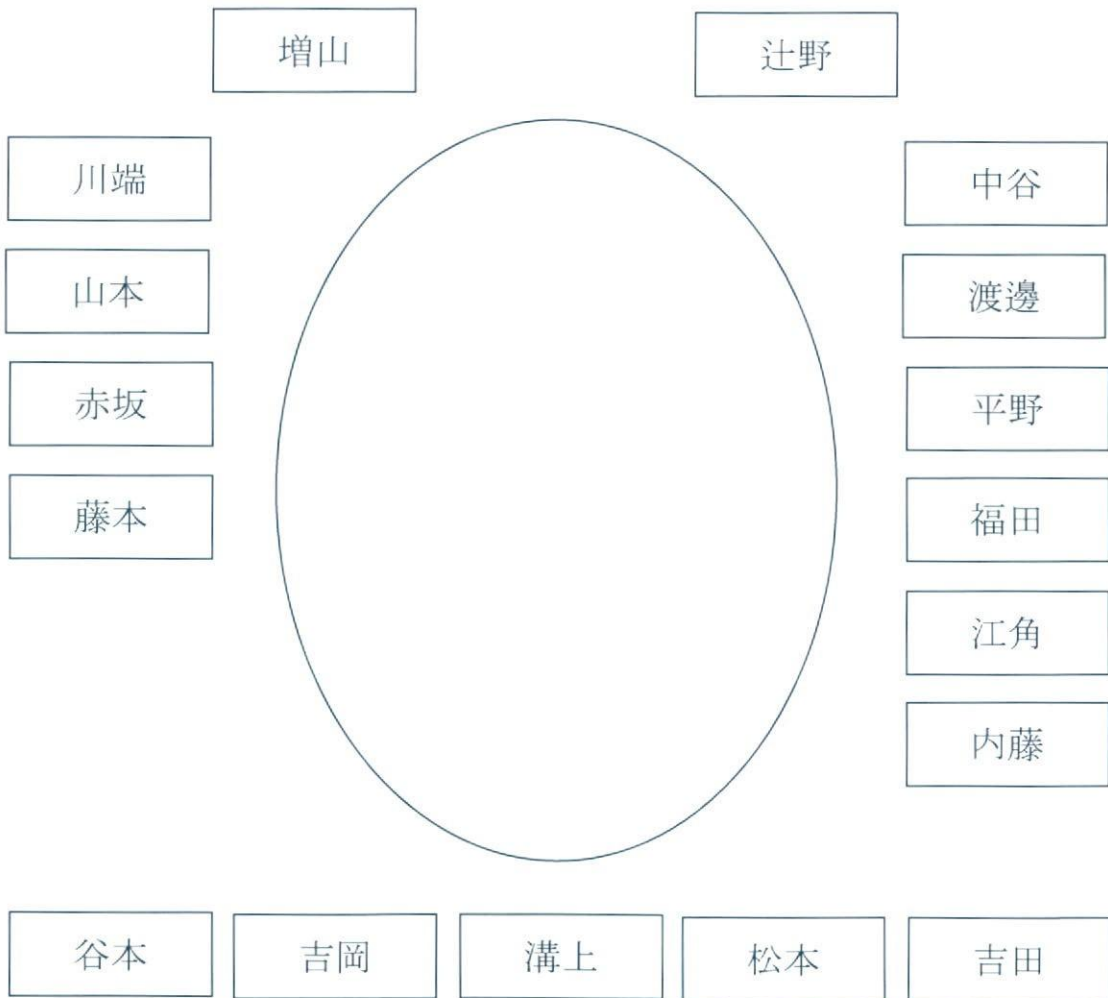 増山 辻野
川端 中谷
山本 渡邊
赤坂 平野
藤本 福田
江角
内藤
谷本 吉岡 溝上 松本 吉田